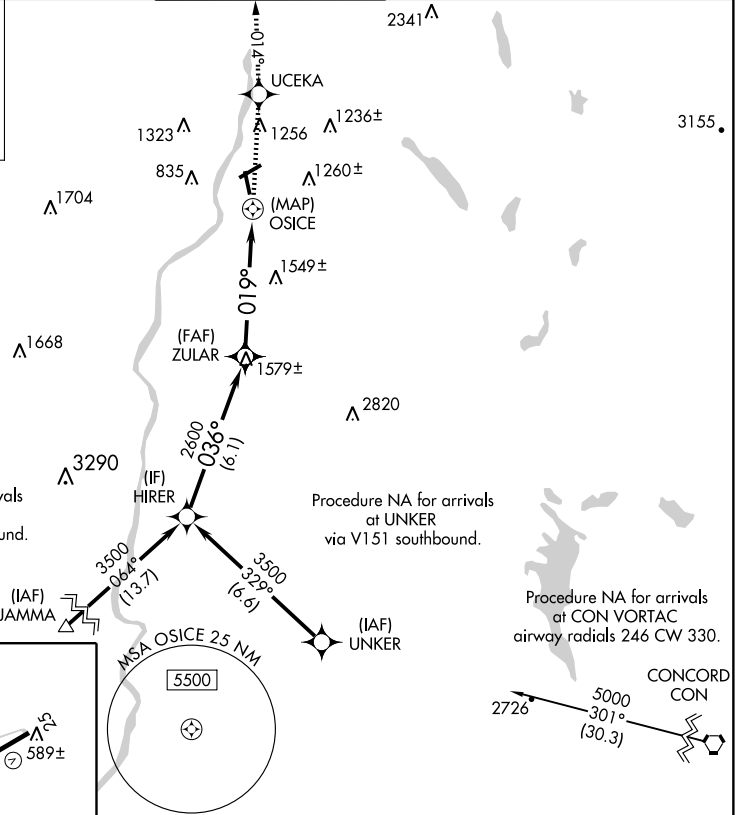 2341
014°
UCEKA
1323
1256
1236±
3155
835
1260±
1704
(MAP)
OSICE
1549±
019°
(FAF)
ZULAR
1579±
1668
2820
2600
036°
(6.1)
3290
(IF)
HIRER
vals
und.
Procedure NA for arrivals
at UNKER
via V151 southbound.
3500
064°
(13.7)
3500
329°
(6.6)
(IAF)
JAMMA
(IAF)
UNKER
Procedure NA for arrivals
at CON VORTAC
airway radials 246 CW 330.
MSA OSICE 25 NM
5500
CONCORD
CON
2726
5000
301°
(30.3)
25
589±